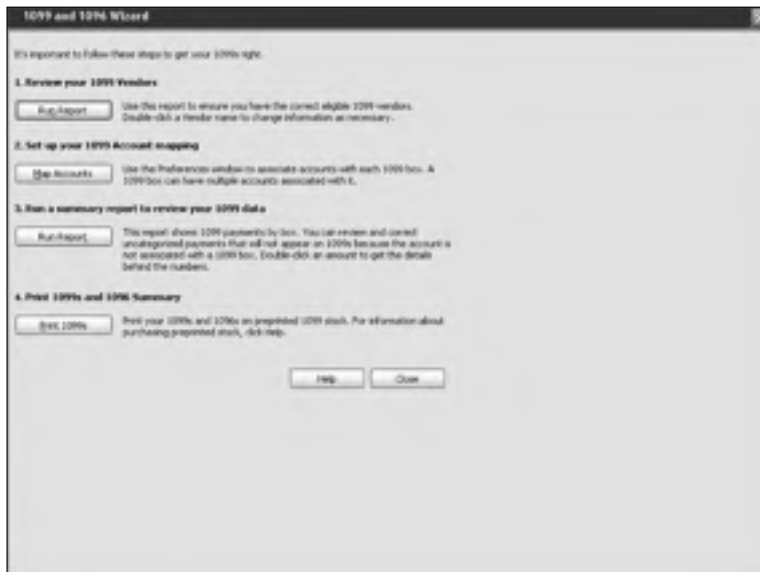 1099 and 1096 Wizard
It's important to follow these steps to get your 1099s right.
1. Review your 1099 Vendors
Run Report
Use this report to ensure you have the correct eligible 1099 vendors.
Double-click a Vendor name to change information as necessary.
2. Set up your 1099 Account mapping
Map Accounts
Use the Preferences window to associate accounts with each 1099 box. A
1099 box can have multiple accounts associated with it.
3. Run a summary report to review your 1099 data
Run Report
This report shows 1099 payments by box. You can review and correct
uncategorized payments that will not appear on 1099s because the account is
not associated with a 1099 box. Double-click an amount to get the details
behind the numbers.
4. Print 1099s and 1096 Summary
Print 1099s
Print your 1099s and 1096s on preprinted 1099 stock. For information about
purchasing preprinted stock, click Help.
Help
Close